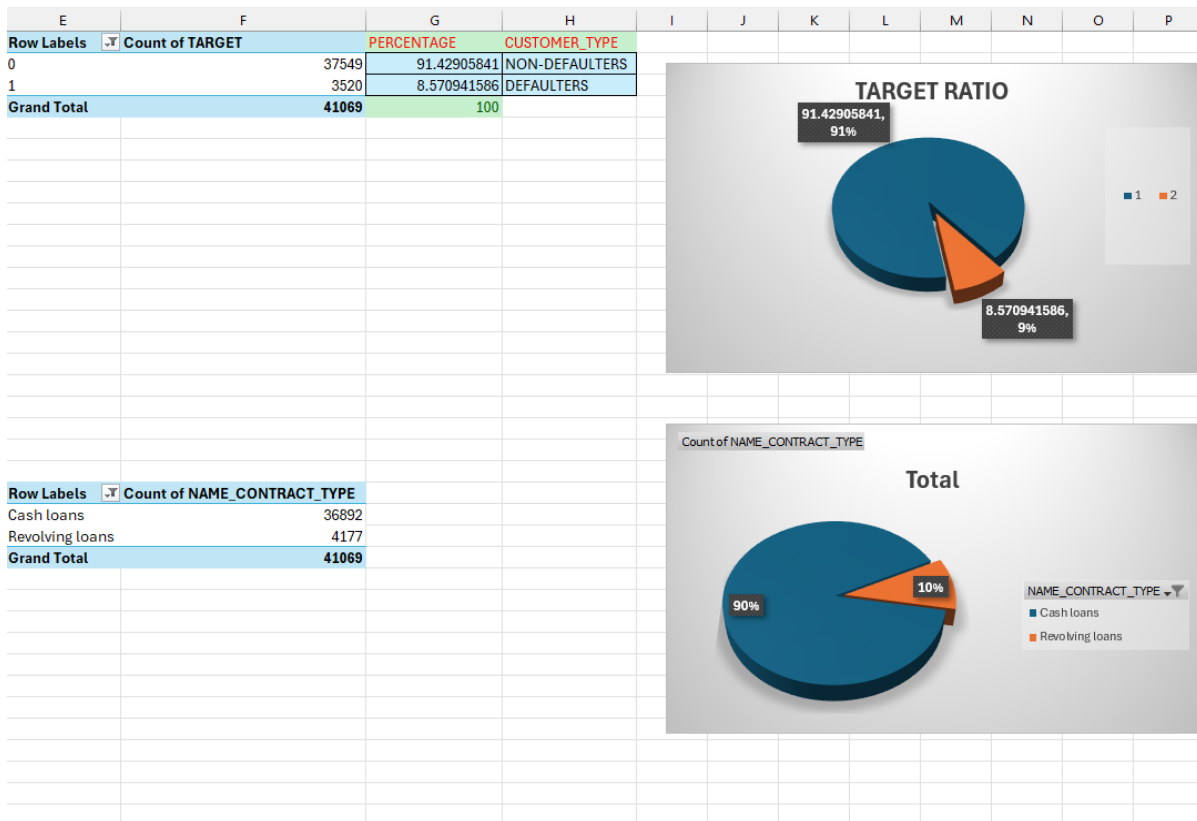 E F G H I J K L M N O P
Row Labels Count of TARGET PERCENTAGE CUSTOMER_TYPE
0 37549 91.42905841 NON-DEFAULTERS
1 3520 8.570941586 DEFAULTERS
Grand Total 41069 100
TARGET RATIO
91.42905841,
91%
1 2
8.570941586,
9%
Count of NAME_CONTRACT_TYPE
Total
Row Labels Count of NAME_CONTRACT_TYPE
Cash loans 36892
Revolving loans 4177
Grand Total 41069
10%
90%
NAME_CONTRACT_TYPE
Cash loans
Revolving loans